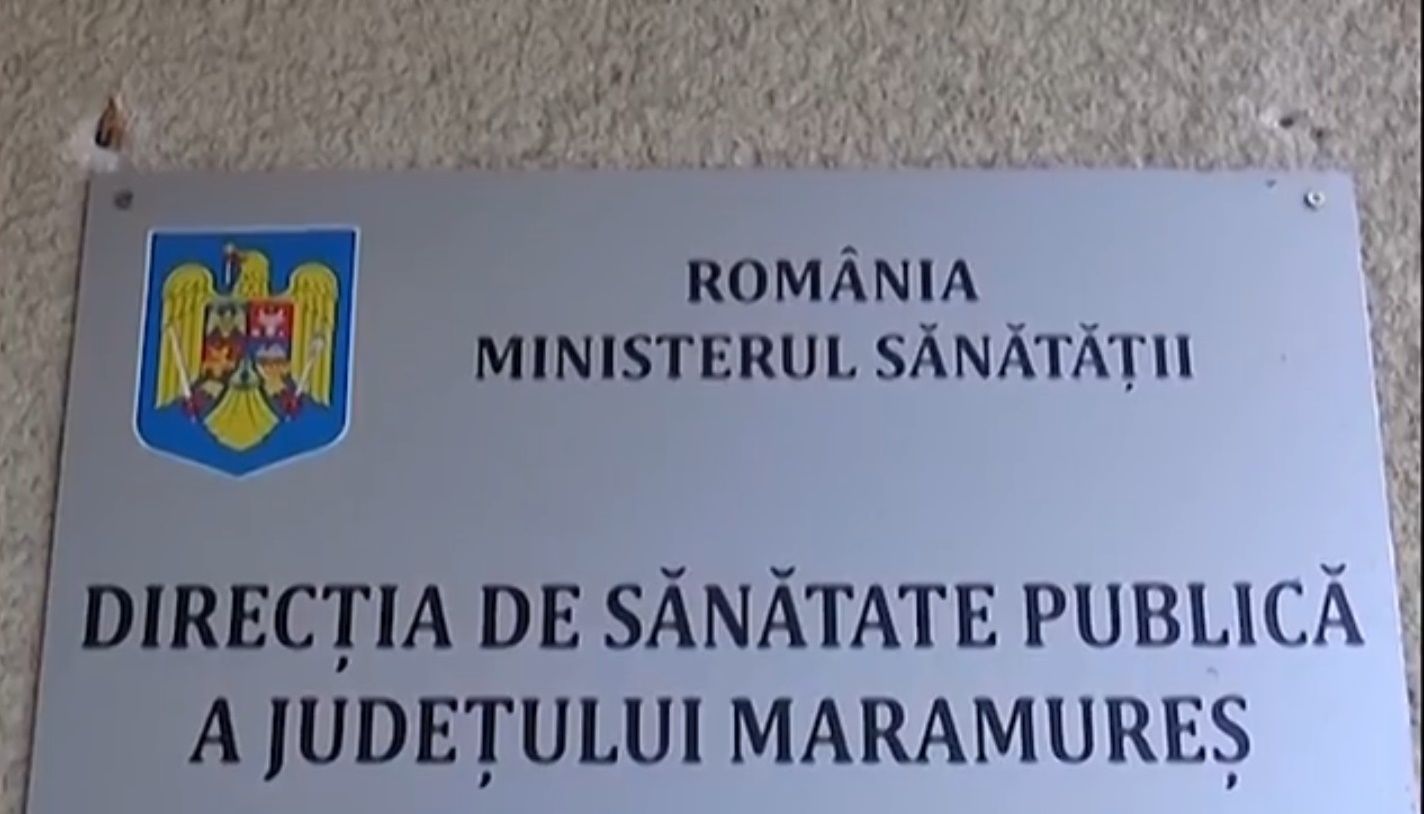 ROMÂNIA
MINISTERUL SĂNĂTĂȚII
DIRECȚIA DE SĂNĂTATE PUBLICĂ
A JUDEȚULUI MARAMUREȘ